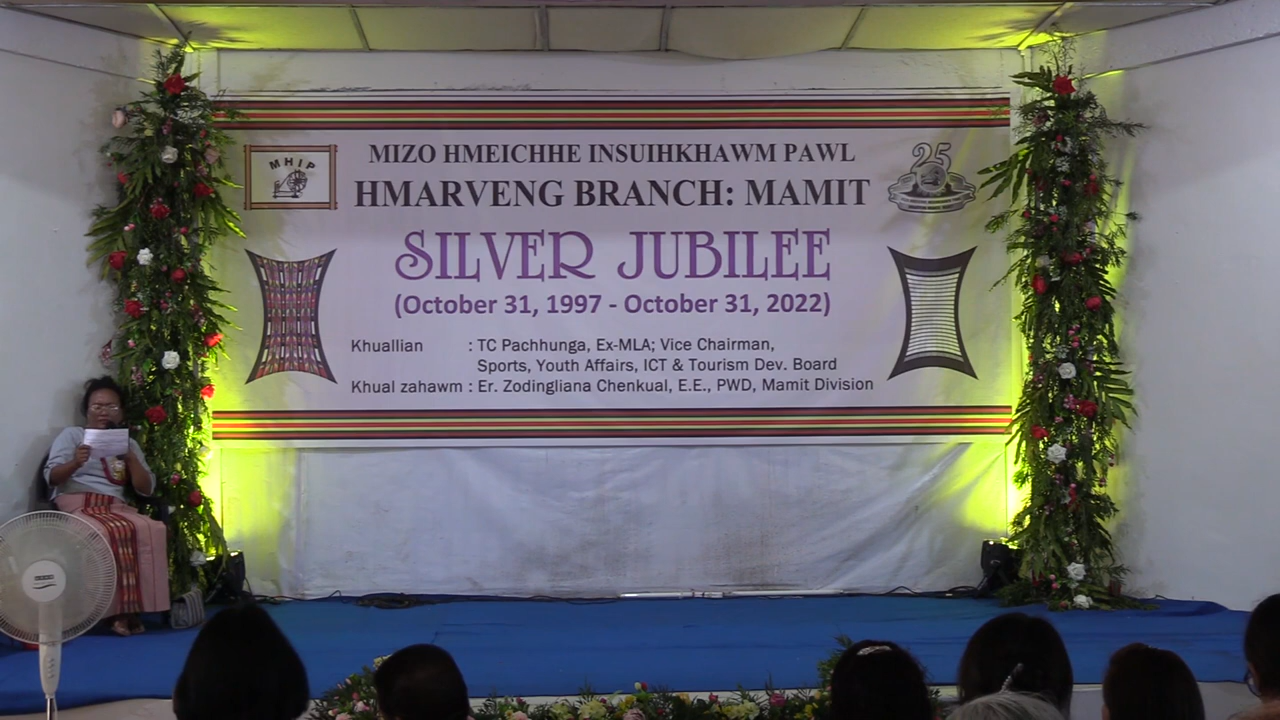 MHIP
MIZO HMEICHHE INSUIHKHAWM PAWL
HMARVENG BRANCH: MAMIT
25
SILVER JUBILEE
(October 31, 1997 - October 31, 2022)
Khuallian : TC Pachhunga, Ex-MLA; Vice Chairman,
Sports, Youth Affairs, ICT & Tourism Dev. Board
Khual zahawm : Er. Zodingliana Chenkual, E.E., PWD, Mamit Division